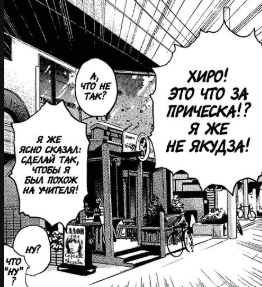 ХИРО!
ЭТО ЧТО ЗА
ПРИЧЕСКА!?
Я ЖЕ
НЕ ЯКУДЗА!
А,
ЧТО НЕ
ТАК?
Я ЖЕ
ЯСНО СКАЗАЛ:
СДЕЛАЙ ТАК,
ЧТОБЫ Я
БЫЛ ПОХОЖ
НА УЧИТЕЛЯ!
НУ?
ЧТО
"НУ"
?
САЛОН